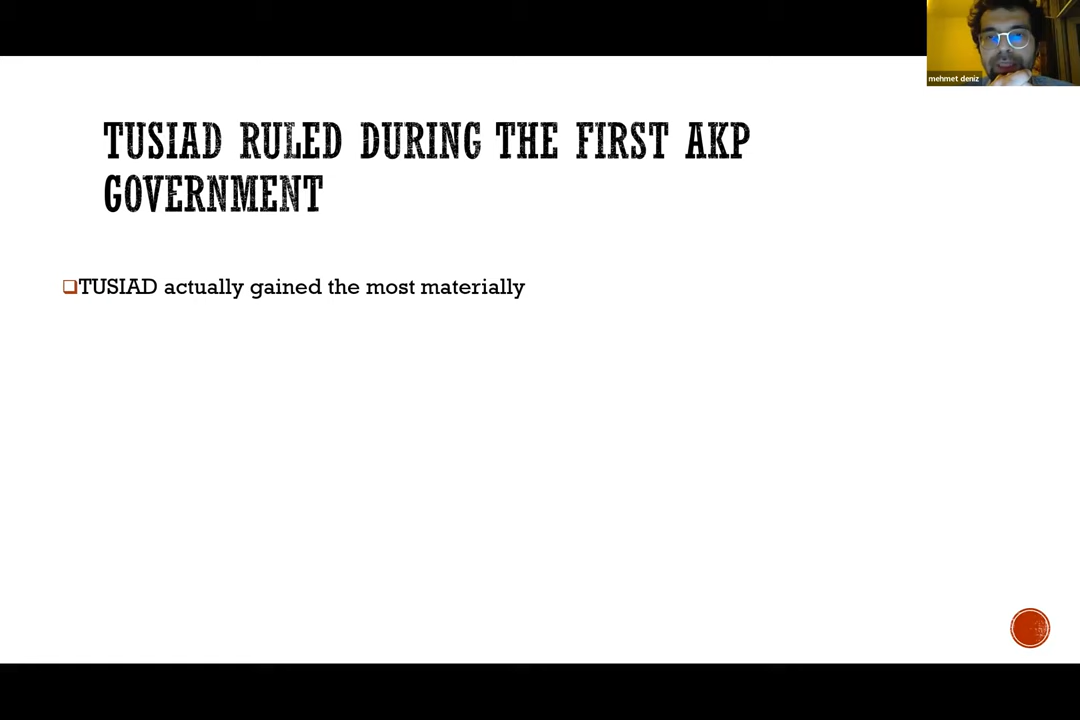 mehmet deniz
TUSIAD RULED DURING THE FIRST AKP
GOVERNMENT
TUSIAD actually gained the most materially